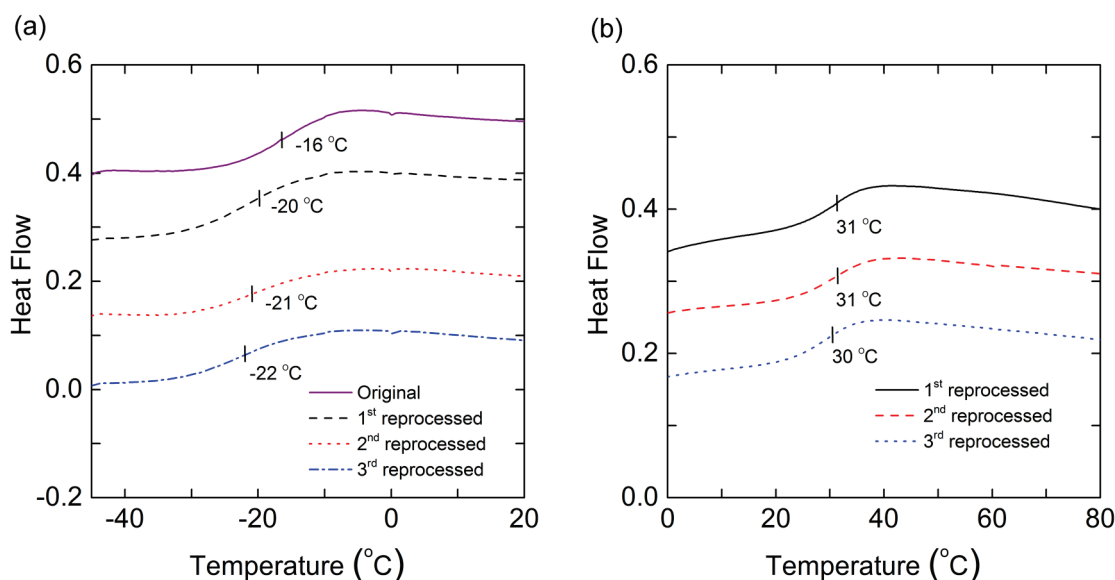 (a)
0.6
0.4
0.2
0.0
-0.2
Heat Flow
-16 °C
-20 °C
-21 °C
-22 °C
Original
1st reprocessed
2nd reprocessed
3rd reprocessed
-40 -20 0 20
Temperature (°C)
(b)
0.6
0.4
0.2
0.0
Heat Flow
31 °C
31 °C
30 °C
1st reprocessed
2nd reprocessed
3rd reprocessed
0 20 40 60 80
Temperature (°C)